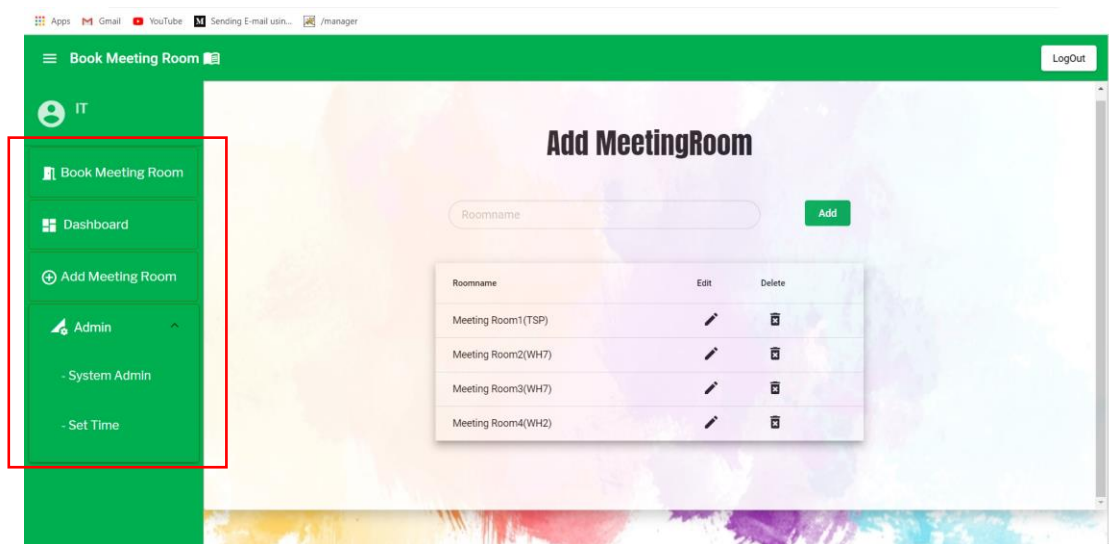 Apps Gmail YouTube M Sending E-mail usin... /manager
Book Meeting Room LogOut
IT
Book Meeting Room
Dashboard
Add Meeting Room
Admin
- System Admin
- Set Time
Add MeetingRoom
Roomname Add
Roomname Edit Delete
Meeting Room1(TSP)
Meeting Room2(WH7)
Meeting Room3(WH7)
Meeting Room4(WH2)